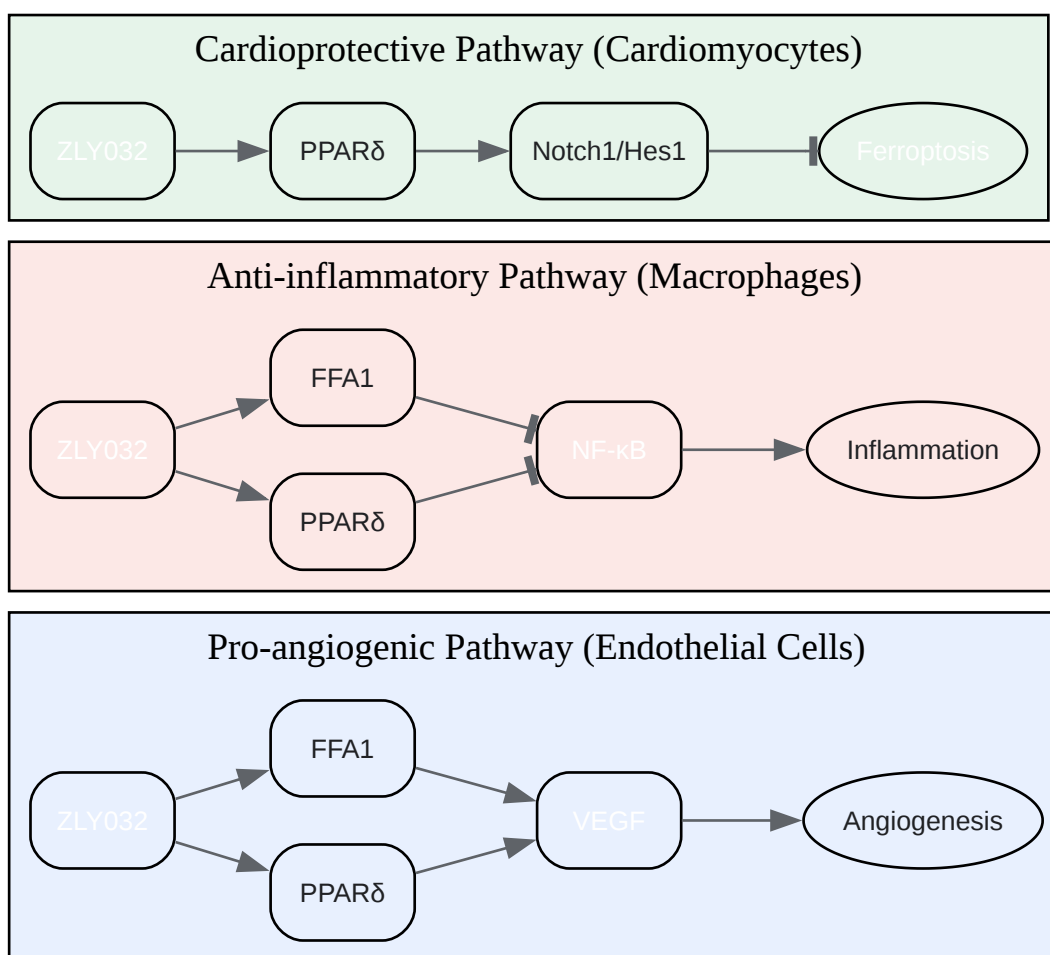 Cardioprotective Pathway (Cardiomyocytes)
ZLY032
PPARδ
Notch1/Hes1
Ferroptosis
Anti-inflammatory Pathway (Macrophages)
FFA1
ZLY032
NF-κB
Inflammation
PPARδ
Pro-angiogenic Pathway (Endothelial Cells)
FFA1
ZLY032
VEGF
Angiogenesis
PPARδ